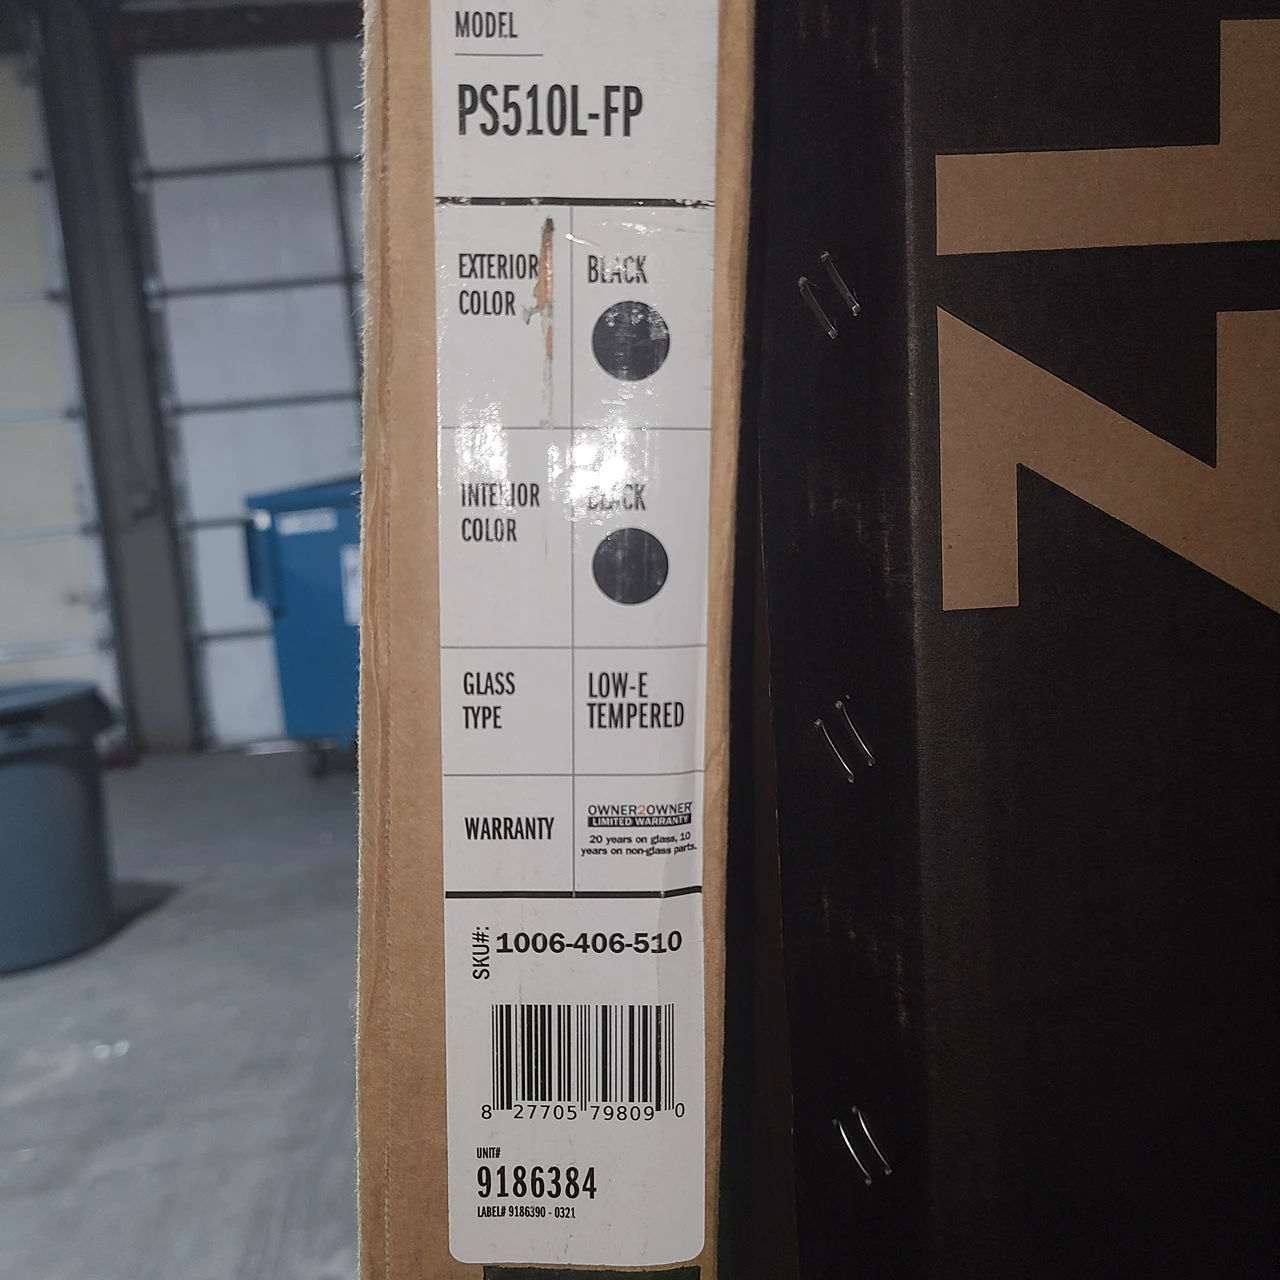 MODEL
PS510L-FP
EXTERIOR
COLOR
BLACK
INTERIOR
COLOR
BLACK
GLASS
TYPE
LOW-E
TEMPERED
WARRANTY
OWNER2OWNER
LIMITED WARRANTY
20 years on glass, 10
years on non-glass parts.
SKU#: 1006-406-510
8 27705 79809 0
UNIT#
9186384
LABEL# 9186390 - 0321